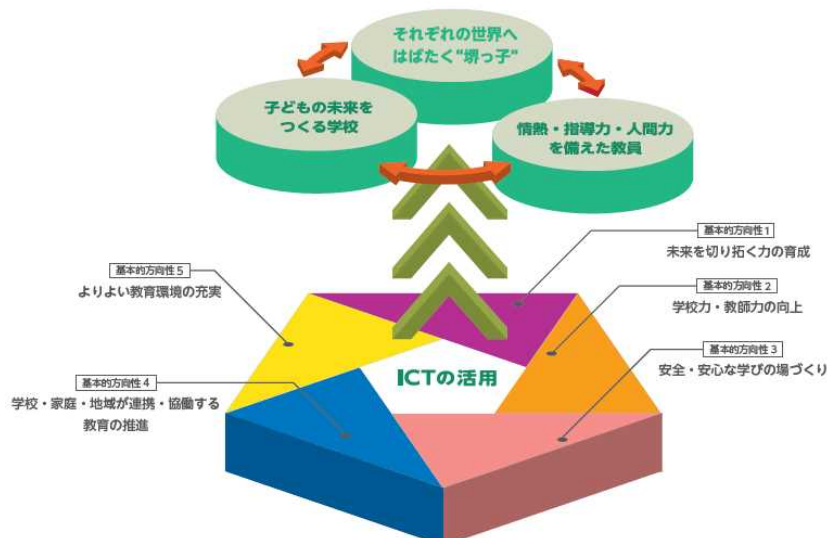 それぞれの世界へ
はばたく"堺っ子"
子どもの未来を
つくる学校
情熱・指導力・人間力
を備えた教員
基本的方向性1
未来を切り拓く力の育成
基本的方向性5
よりよい教育環境の充実
基本的方向性2
学校力・教師力の向上
基本的方向性3
安全・安心な学びの場づくり
ICTの活用
基本的方向性4
学校・家庭・地域が連携・協働する
教育の推進